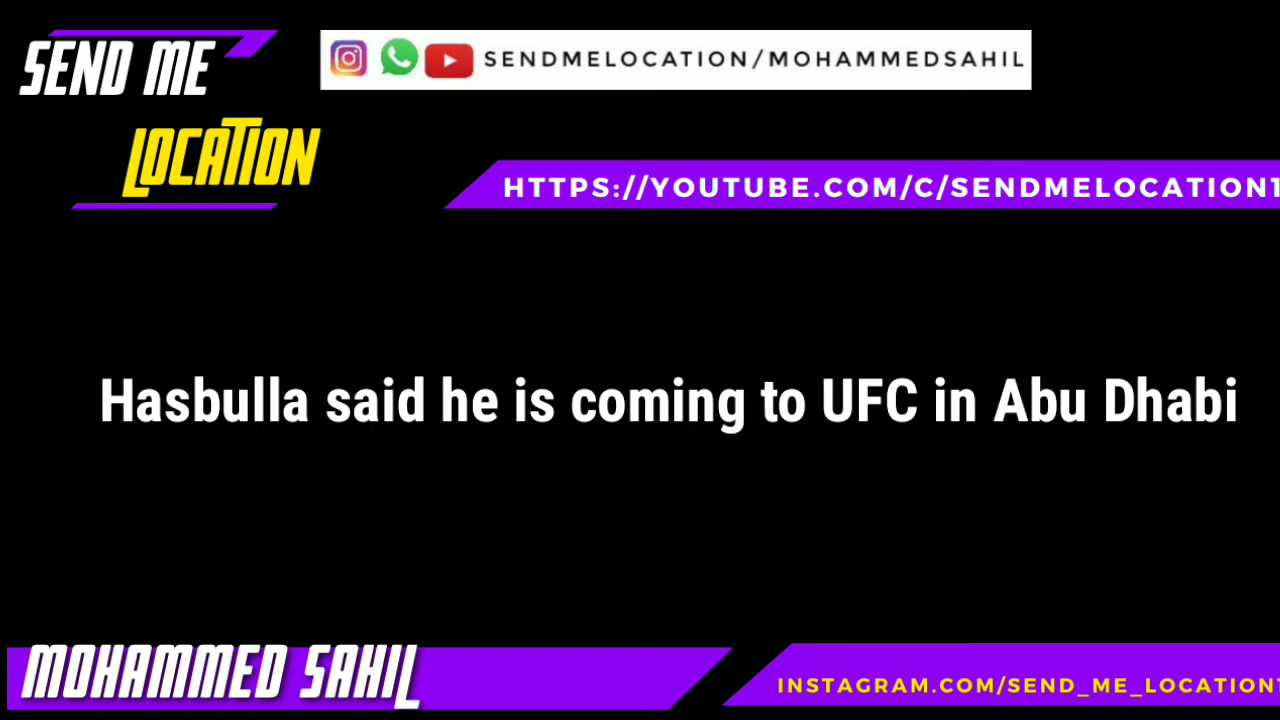 SEND ME
LOCATION
SENDMELOCATION/MOHAMMEDSAHIL
HTTPS://YOUTUBE.COM/C/SENDMELOCATION
Hasbulla said he is coming to UFC in Abu Dhabi
MOHAMMED SAHIL
INSTAGRAM.COM/SEND_ME_LOCATION